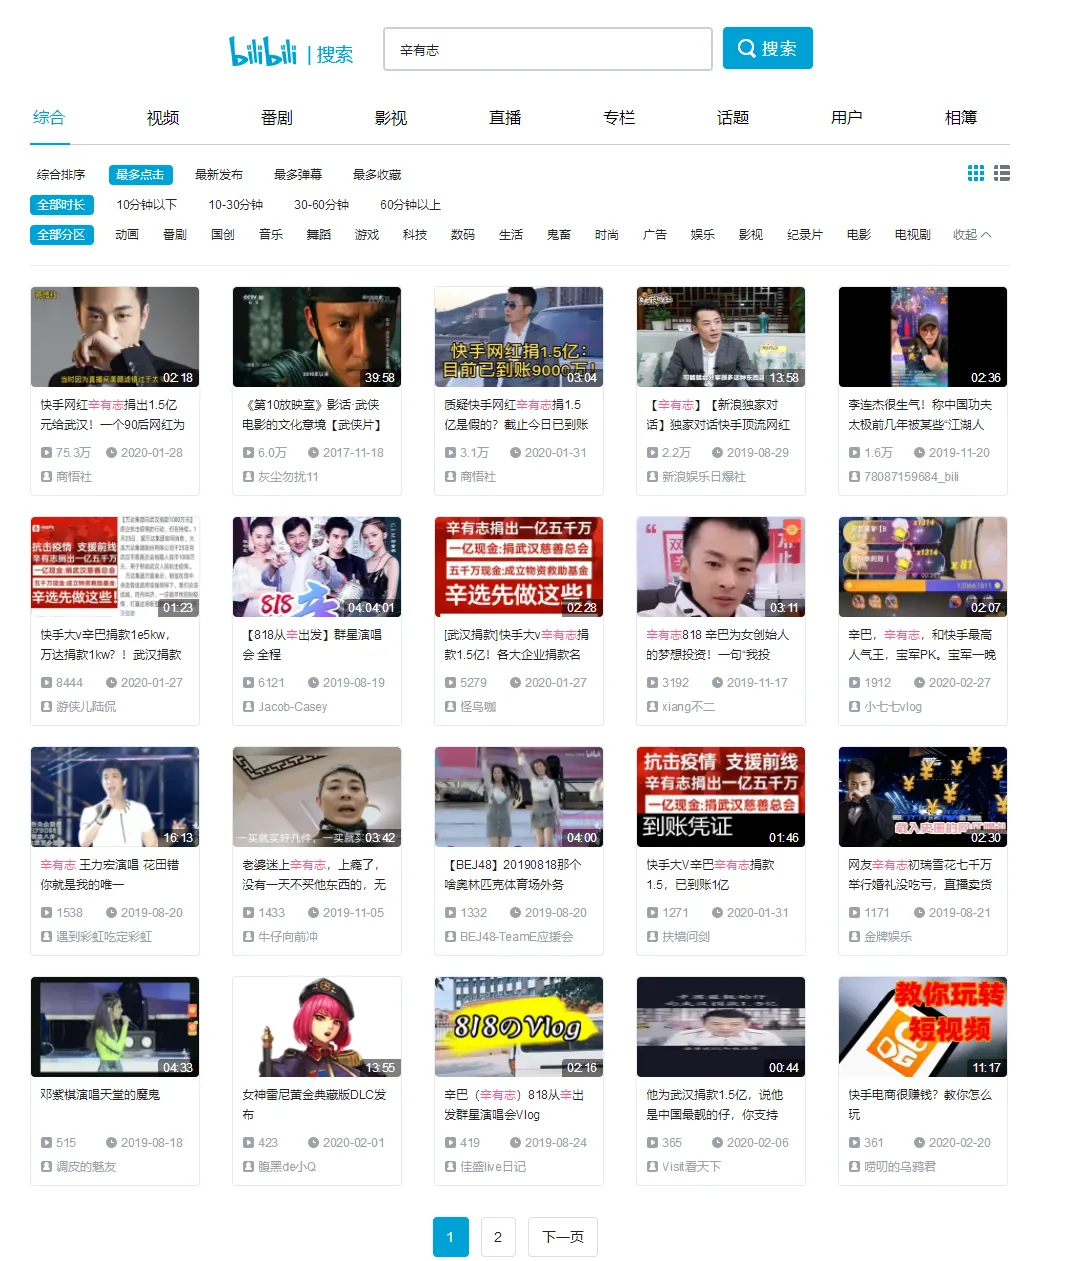 bilibili | 搜索
辛有志
搜索
综合 视频 番剧 影视 直播 专栏 话题 用户 相簿
综合排序 最多点击 最新发布 最多弹幕 最多收藏
全部时长 10分钟以下 10-30分钟 30-60分钟 60分钟以上
全部分区 动画 番剧 国创 音乐 舞蹈 游戏 科技 数码 生活 鬼畜 时尚 广告 娱乐 影视 纪录片 电影 电视剧 收起
02:18
快手网红辛有志捐出1.5亿
元给武汉！一个90后网红为
75.3万 2020-01-28
商悟社
39:58
《第10放映室》影话·武侠
电影的文化意境【武侠片】
6.0万 2017-11-18
灰尘勿扰11
快手网红捐1.5亿：
目前已到账9000万！
03:04
质疑快手网红辛有志捐1.5
亿是假的？截止今日已到账
3.1万 2020-01-31
商悟社
13:58
【辛有志】【新浪独家对
话】独家对话快手顶流网红
2.2万 2019-08-29
新浪娱乐日爆社
02:36
李连杰很生气！称中国功夫
太极前几年被某些“江湖人
1.6万 2019-11-20
78087159684_bili
抗击疫情 支援前线
辛有志捐出一亿五千万
一亿现金:捐武汉慈善总会
五千万现金:成立物资救助基金
辛选先做这些!
01:23
快手大v辛巴捐款1e5kw，
万达捐款1kw？！武汉捐款
8444 2020-01-27
游侠儿陆侃
818
04:04:01
【818从辛出发】群星演唱
会 全程
6121 2019-08-19
Jacob-Casey
辛有志捐出一亿五千万
一亿现金:捐武汉慈善总会
五千万现金:成立物资救助基金
辛选先做这些!
02:28
[武汉捐款]快手大v辛有志捐
款1.5亿！各大企业捐款名
5279 2020-01-27
怪鸟咖
03:11
辛有志818 辛巴为女创始人
的梦想投资！一句“我投
3192 2019-11-17
xiang不二
x1314
x1314
x 81
02:07
辛巴，辛有志，和快手最高
人气王，宝军PK。宝军一晚
1912 2020-02-27
小七七vlog
16:13
辛有志 王力宏演唱 花田错
你就是我的唯一
1538 2019-08-20
遇到彩虹吃定彩虹
一买就买好几件，一买就买
03:42
老婆迷上辛有志，上瘾了，
没有一天不买他东西的，无
1433 2019-11-05
牛仔向前冲
bilibili
04:00
【BEJ48】20190818那个
啥奥林匹克体育场外务
1332 2019-08-20
BEJ48-TeamE应援会
抗击疫情 支援前线
辛有志捐出一亿五千万
一亿现金:捐武汉慈善总会
到账凭证
01:46
快手大V辛巴辛有志捐款
1.5，已到账1亿
1271 2020-01-31
扶墙问剑
02:30
网友辛有志初瑞雪花七千万
举行婚礼没吃亏，直播卖货
1171 2019-08-21
金牌娱乐
04:33
邓紫棋演唱天堂的魔鬼
515 2019-08-18
调皮的魅友
13:55
女神雷尼黄金典藏版DLC发
布
423 2020-02-01
腹黑de小Q
818のVlog
02:16
辛巴（辛有志）818从辛出
发群星演唱会Vlog
419 2019-08-24
佳盛live日记
00:44
他为武汉捐款1.5亿，说他
是中国最靓的仔，你支持
365 2020-02-06
Visit看天下
教你玩转
短视频
11:17
快手电商很赚钱？教你怎么
玩
361 2020-02-20
唠叨的乌鸦君
1 2 下一页